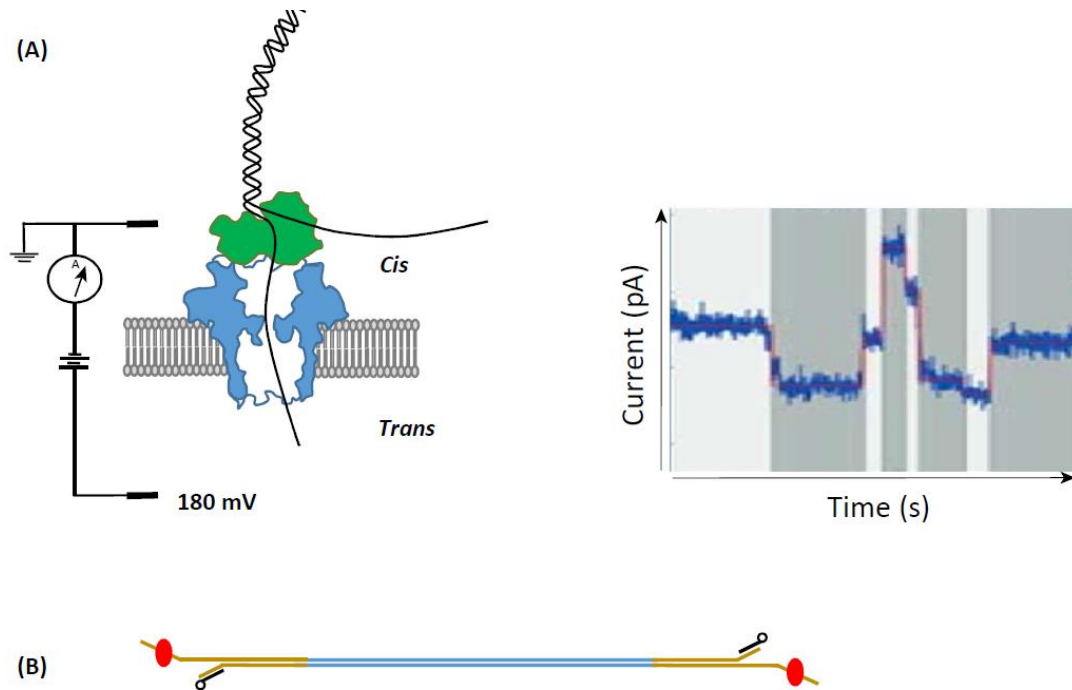 (A)
A
Cis
Trans
180 mV
Current (pA)
Time (s)
(B)